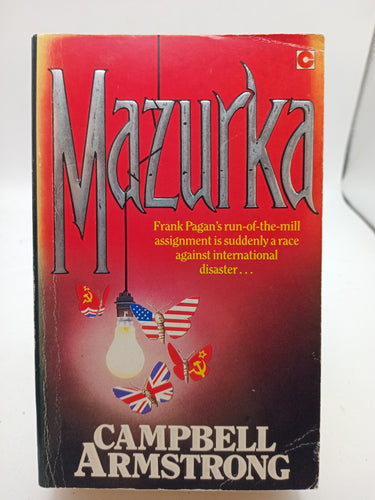 Mazurka
Frank Pagan's run-of-the-mill
assignment is suddenly a race
against international
disaster...
CAMPBELL
ARMSTRONG